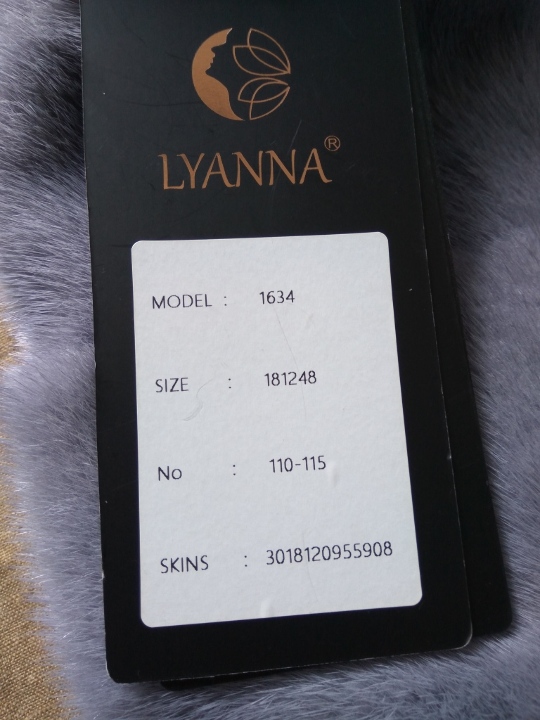 LYANNA®
MODEL : 1634
SIZE : 181248
No : 110-115
SKINS : 3018120955908